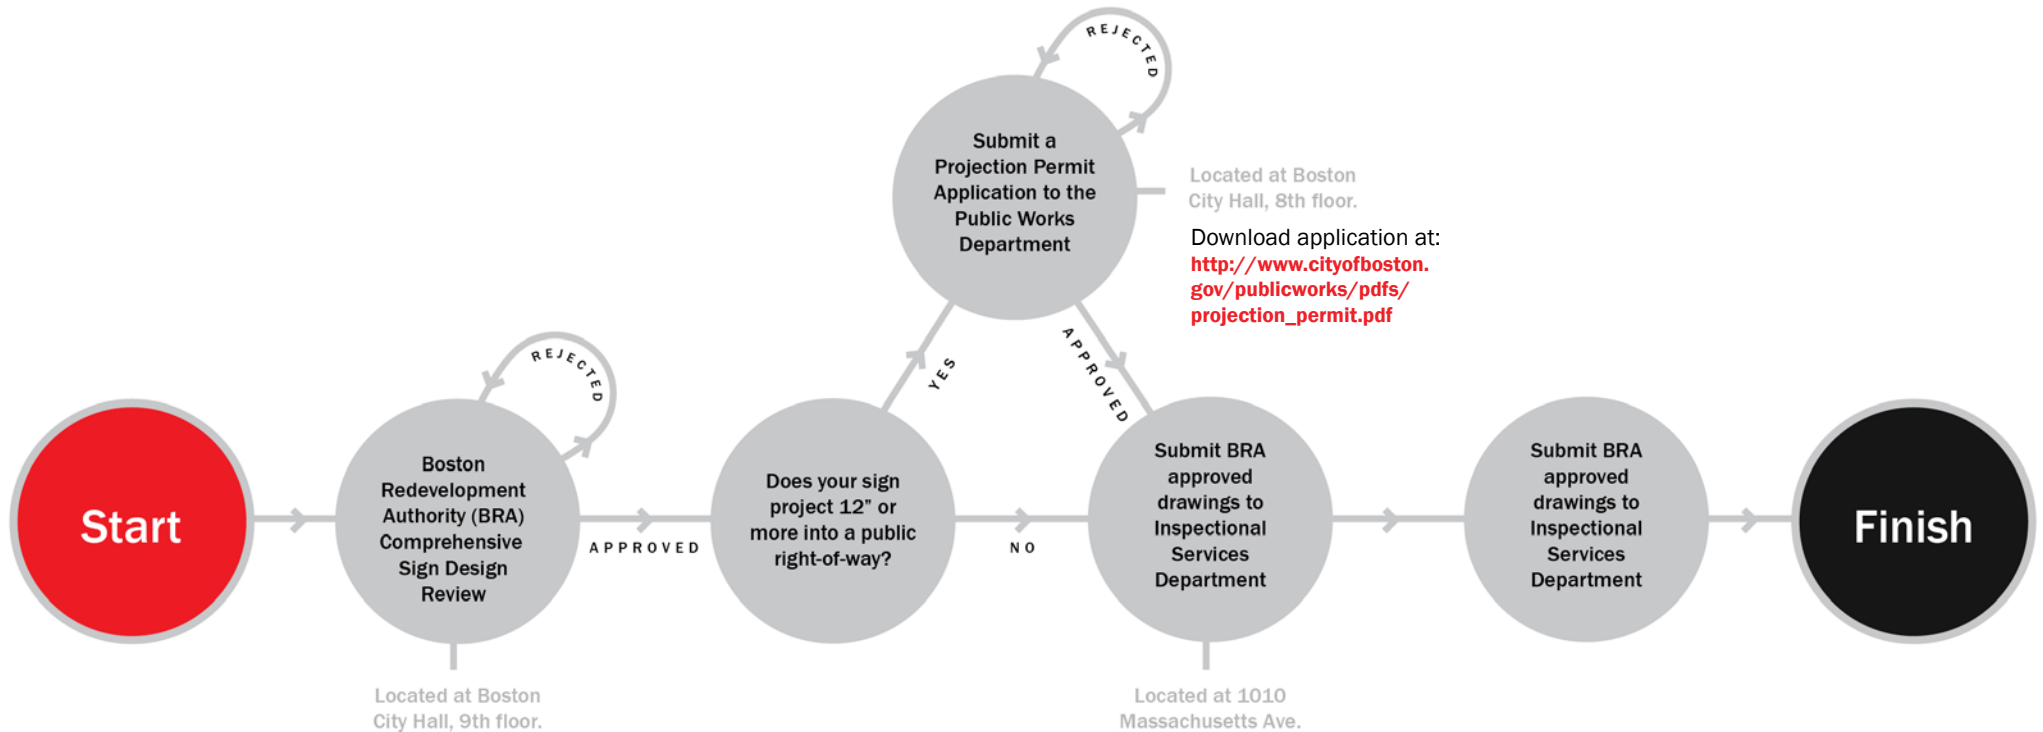 Start
Boston
Redevelopment
Authority (BRA)
Comprehensive
Sign Design
Review
REJECTED
Located at Boston
City Hall, 9th floor.
APPROVED
Does your sign
project 12” or
more into a public
right-of-way?
YES
NO
Submit a
Projection Permit
Application to the
Public Works
Department
REJECTED
Located at Boston
City Hall, 8th floor.
Download application at:
http://www.cityofboston.
gov/publicworks/pdfs/
projection_permit.pdf
APPROVED
Submit BRA
approved
drawings to
Inspectional
Services
Department
Located at 1010
Massachusetts Ave.
Submit BRA
approved
drawings to
Inspectional
Services
Department
Finish